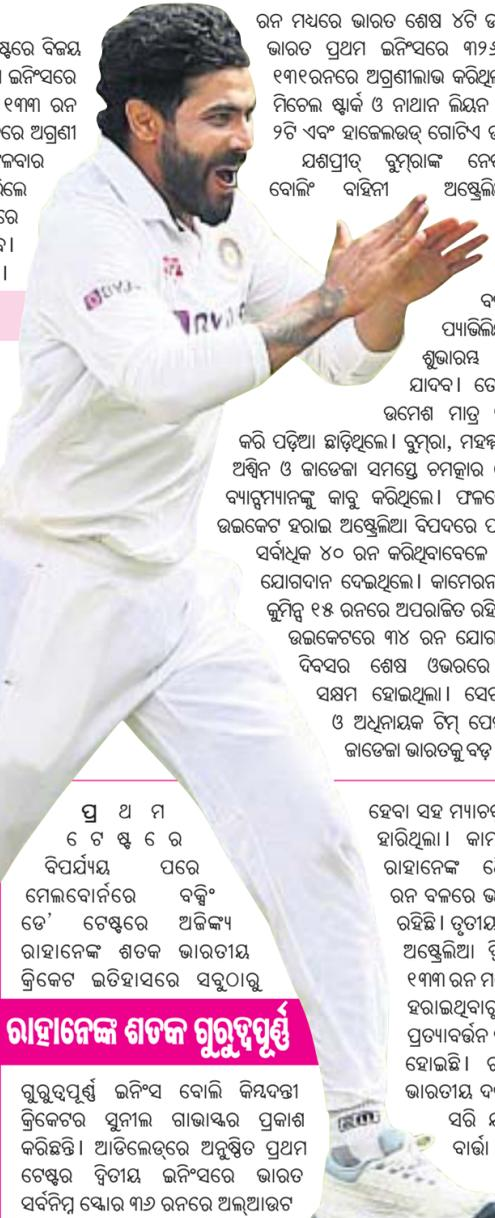 ଷ୍ଟରେ ବିଜୟ
ଇନିଂସରେ
୧୩୩ ରନ
ରେ ଅଗ୍ରଣୀ
ରନ ମଧ୍ୟରେ ଭାରତ ଶେଷ ୪ଟି
ଭାରତ ପ୍ରଥମ ଇନିଂସରେ ୩୨୬
୧୩୧ରନରେ ଅଗ୍ରଣୀଲାଭ କରିଥି
ମିଚେଲ ଷ୍ଟାର୍କ ଓ ନାଥାନ ଲିୟନ
୨ଟି ଏବଂ ହାଜେଲଉଡ୍ ଗୋଟିଏ
ଯଶପ୍ରୀତ୍ ବୁମ୍‌ରାଙ୍କ ନେ
ବୋଲିଂ ବାହିନୀ ଅଷ୍ଟ୍ରେଲି
ପ୍ୟାଭିଲି
ଶୁଭାରମ୍ଭ
ଯାଦବ।
ଉମେଶ ମାତ୍ର
କରି ପଡ଼ିଆ ଛାଡ଼ିଥିଲେ। ବୁମ୍‌ରା, ମହମ୍ମ
ଅଶ୍ୱିନ ଓ ଜାଡେଜା ସମସ୍ତେ ଚମତ୍କାର
ବ୍ୟାଟ୍ସମ୍ୟାନଙ୍କୁ କାବୁ କରିଥିଲେ। ଫଳ
ଉଇକେଟ ହରାଇ ଅଷ୍ଟ୍ରେଲିଆ ବିପଦରେ
ସର୍ବାଧିକ ୪୦ ରନ କରିଥିବାବେଳେ
ଯୋଗଦାନ ଦେଇଥିଲେ। କାମେରନ
କୁମିନ୍ସ ୧୫ ରନରେ ଅପରାଜିତ ରହି
ଉଇକେଟରେ ୩୪ ରନ ଯୋଗ
ଦିବସର ଶେଷ ଓଭରରେ
ସକ୍ଷମ ହୋଇଥିଲା। ସେ
ଓ ଅଧିନାୟକ ଟିମ୍ ପେ
ଜାଡେଜା ଭାରତକୁ ବଡ଼
ପ୍ରଥମ
ଟେଷ୍ଟରେ
ବିପର୍ଯ୍ୟୟ ପରେ
ମେଲବୋର୍ନରେ ବକ୍ସିଂ
ଡେ' ଟେଷ୍ଟରେ ଅଜିଙ୍କ୍ୟ
ରାହାନେଙ୍କ ଶତକ ଭାରତୀୟ
କ୍ରିକେଟ ଇତିହାସରେ ସବୁଠାରୁ
ରାହାନେଙ୍କ ଶତକ ଗୁରୁତ୍ୱପୂର୍ଣ୍ଣ
ଗୁରୁତ୍ୱପୂର୍ଣ୍ଣ ଇନିଂସ ବୋଲି କିମ୍ବଦନ୍ତୀ
କ୍ରିକେଟର ସୁନୀଲ ଗାଭାସ୍କର ପ୍ରକାଶ
କରିଛନ୍ତି। ଆଡିଲେଡ୍‌ରେ ଅନୁଷ୍ଠିତ ପ୍ରଥମ
ଟେଷ୍ଟର ଦ୍ୱିତୀୟ ଇନିଂସରେ ଭାରତ
ସର୍ବନିମ୍ନ ସ୍କୋର ୩୬ ରନରେ ଅଲ୍‌ଆଉଟ
ହେବା ସହ ମ୍ୟାଚ
ହାରିଥିଲା।
ରାହାନେଙ୍କ
ରନ ବଳରେ
ରହିଛି। ତୃତୀୟ
ଅଷ୍ଟ୍ରେଲିଆ
୧୩୩ ରନ
ହରାଇଥିବା
ପ୍ରତ୍ୟାବର୍ତ୍ତନ
ହୋଇଛି।
ଭାରତୀୟ
ସରି
ବାର୍ତ୍ତା